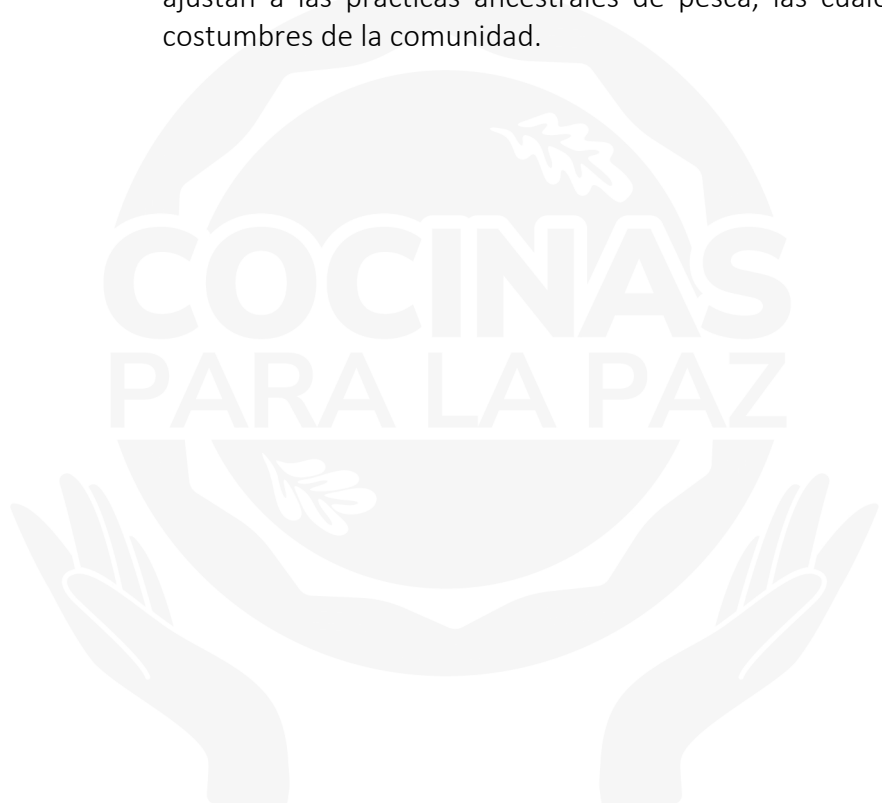 ajustan a las prácticas ancestrales de pesca, las
costumbres de la comunidad.
COCINAS
PARA LA PAZ